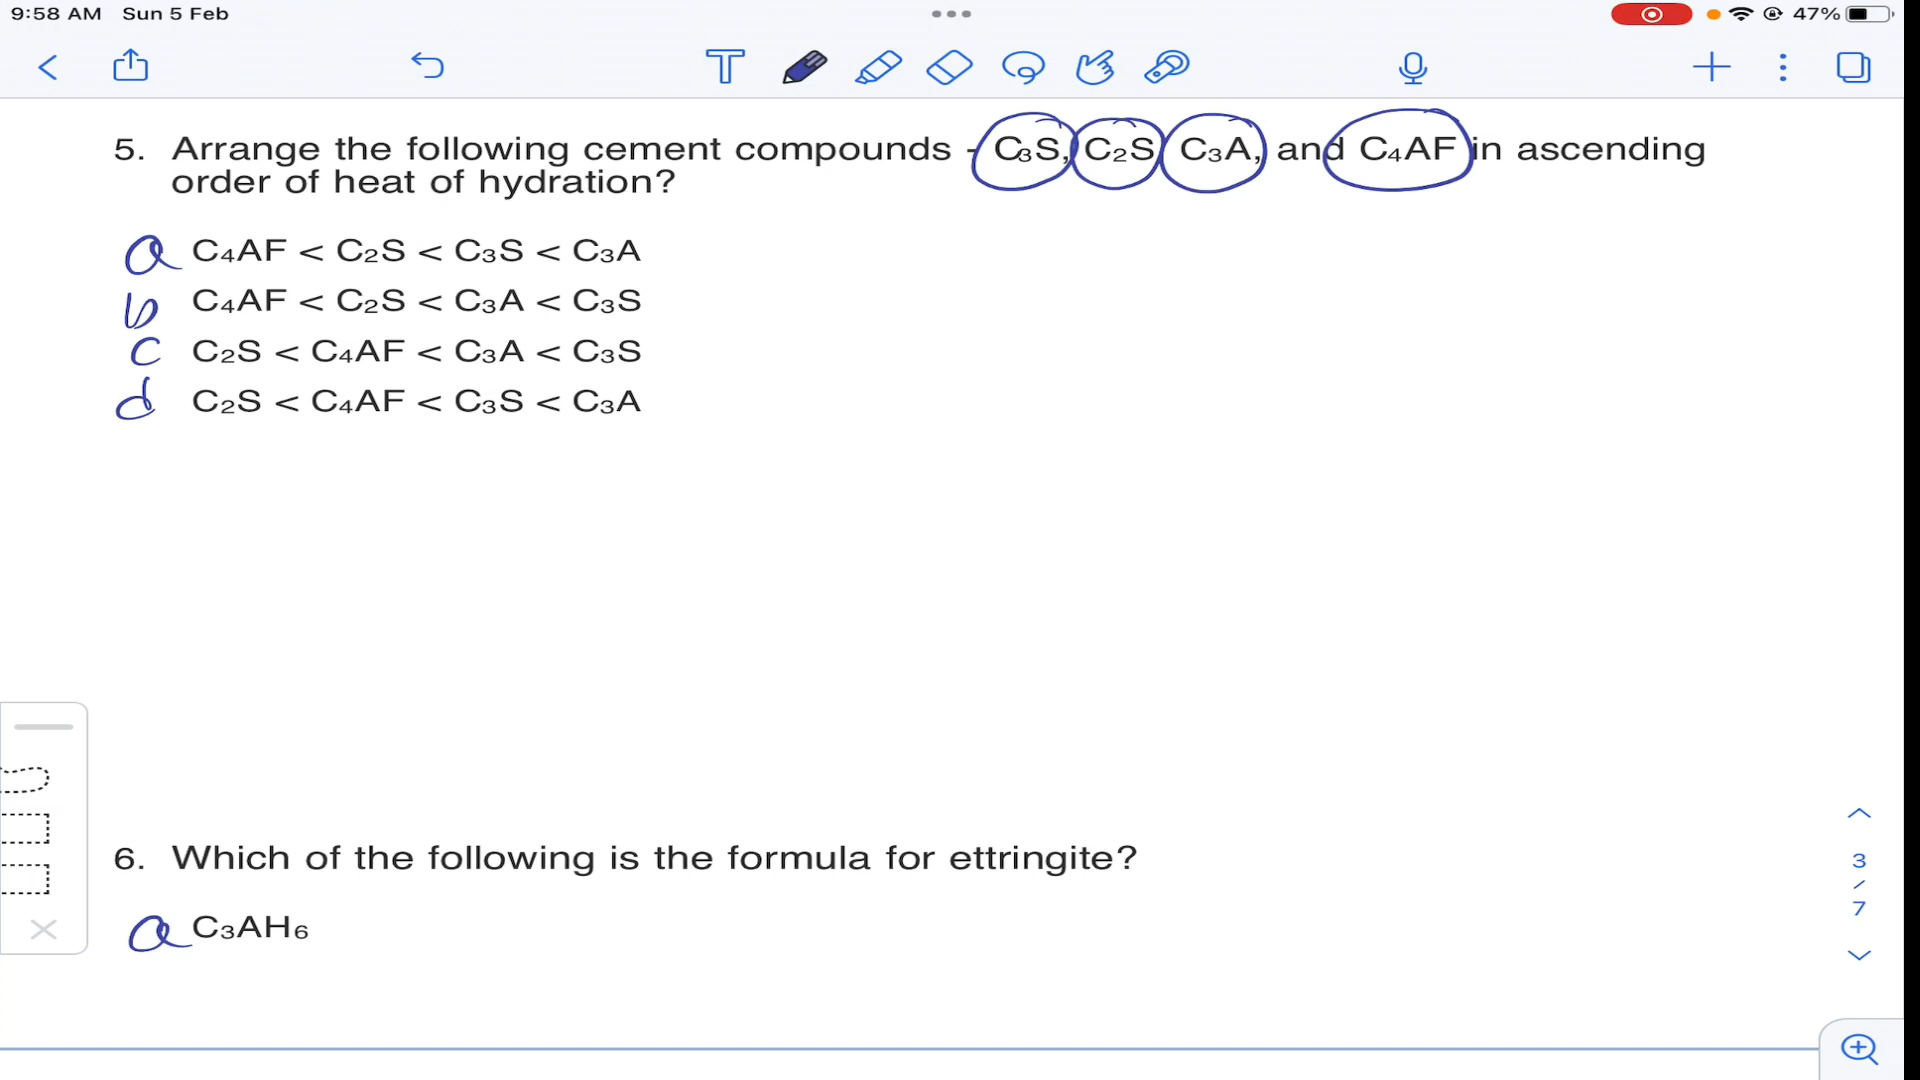 9:58 AM Sun 5 Feb
47%
T
5. Arrange the following cement compounds - C₃S, C₂S, C₃A, and C₄AF in ascending
order of heat of hydration?
a C₄AF < C₂S < C₃S < C₃A
b C₄AF < C₂S < C₃A < C₃S
c C₂S < C₄AF < C₃A < C₃S
d C₂S < C₄AF < C₃S < C₃A
6. Which of the following is the formula for ettringite?
a C₃AH₆
3
/
7